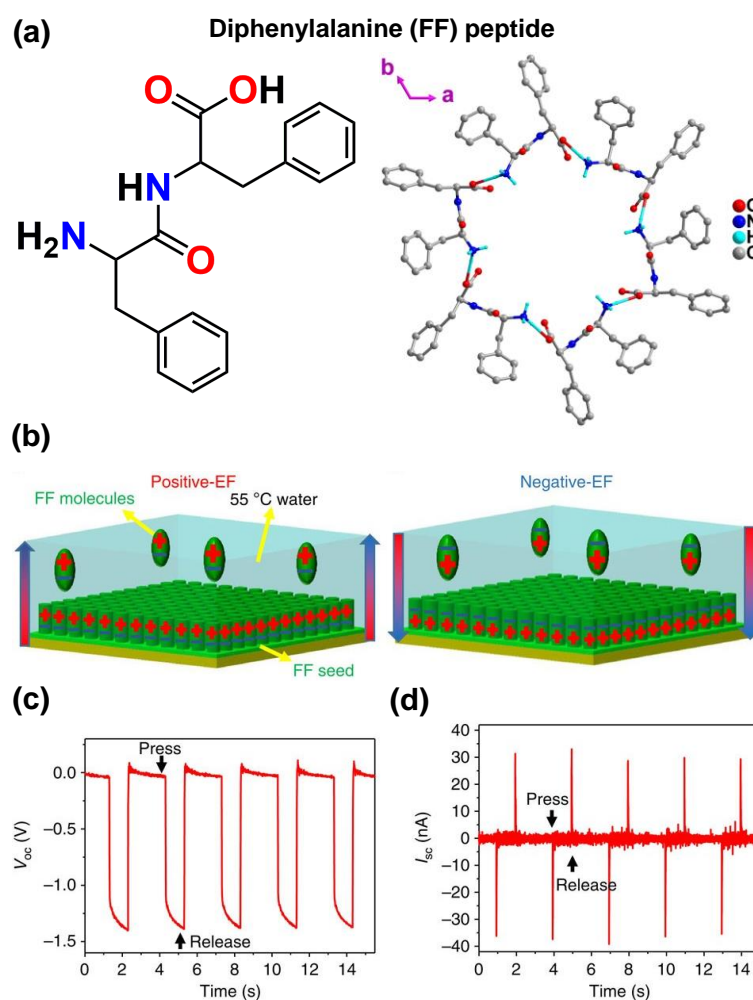 (a)
Diphenylalanine (FF) peptide
O
OH
HN
H₂N
O
b
a
O
N
H
(b)
Positive-EF
FF molecules
55 °C water
FF seed
Negative-EF
(c)
Press
Release
0.0
−0.5
−1.0
−1.5
Voc (V)
0 2 4 6 8 10 12 14
Time (s)
(d)
Press
Release
40
30
20
10
0
−10
−20
−30
−40
Isc (nA)
0 2 4 6 8 10 12 14
Time (s)